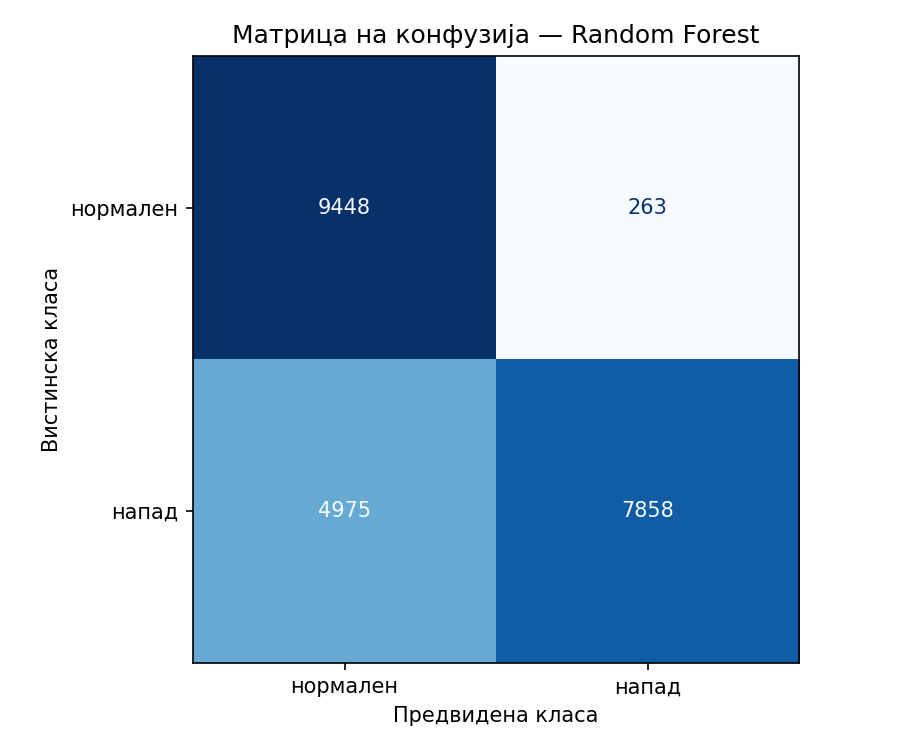 Матрица на конфузија — Random Forest
нормален
9448
263
Вистинска класа
напад
4975
7858
нормален
напад
Предвидена класа